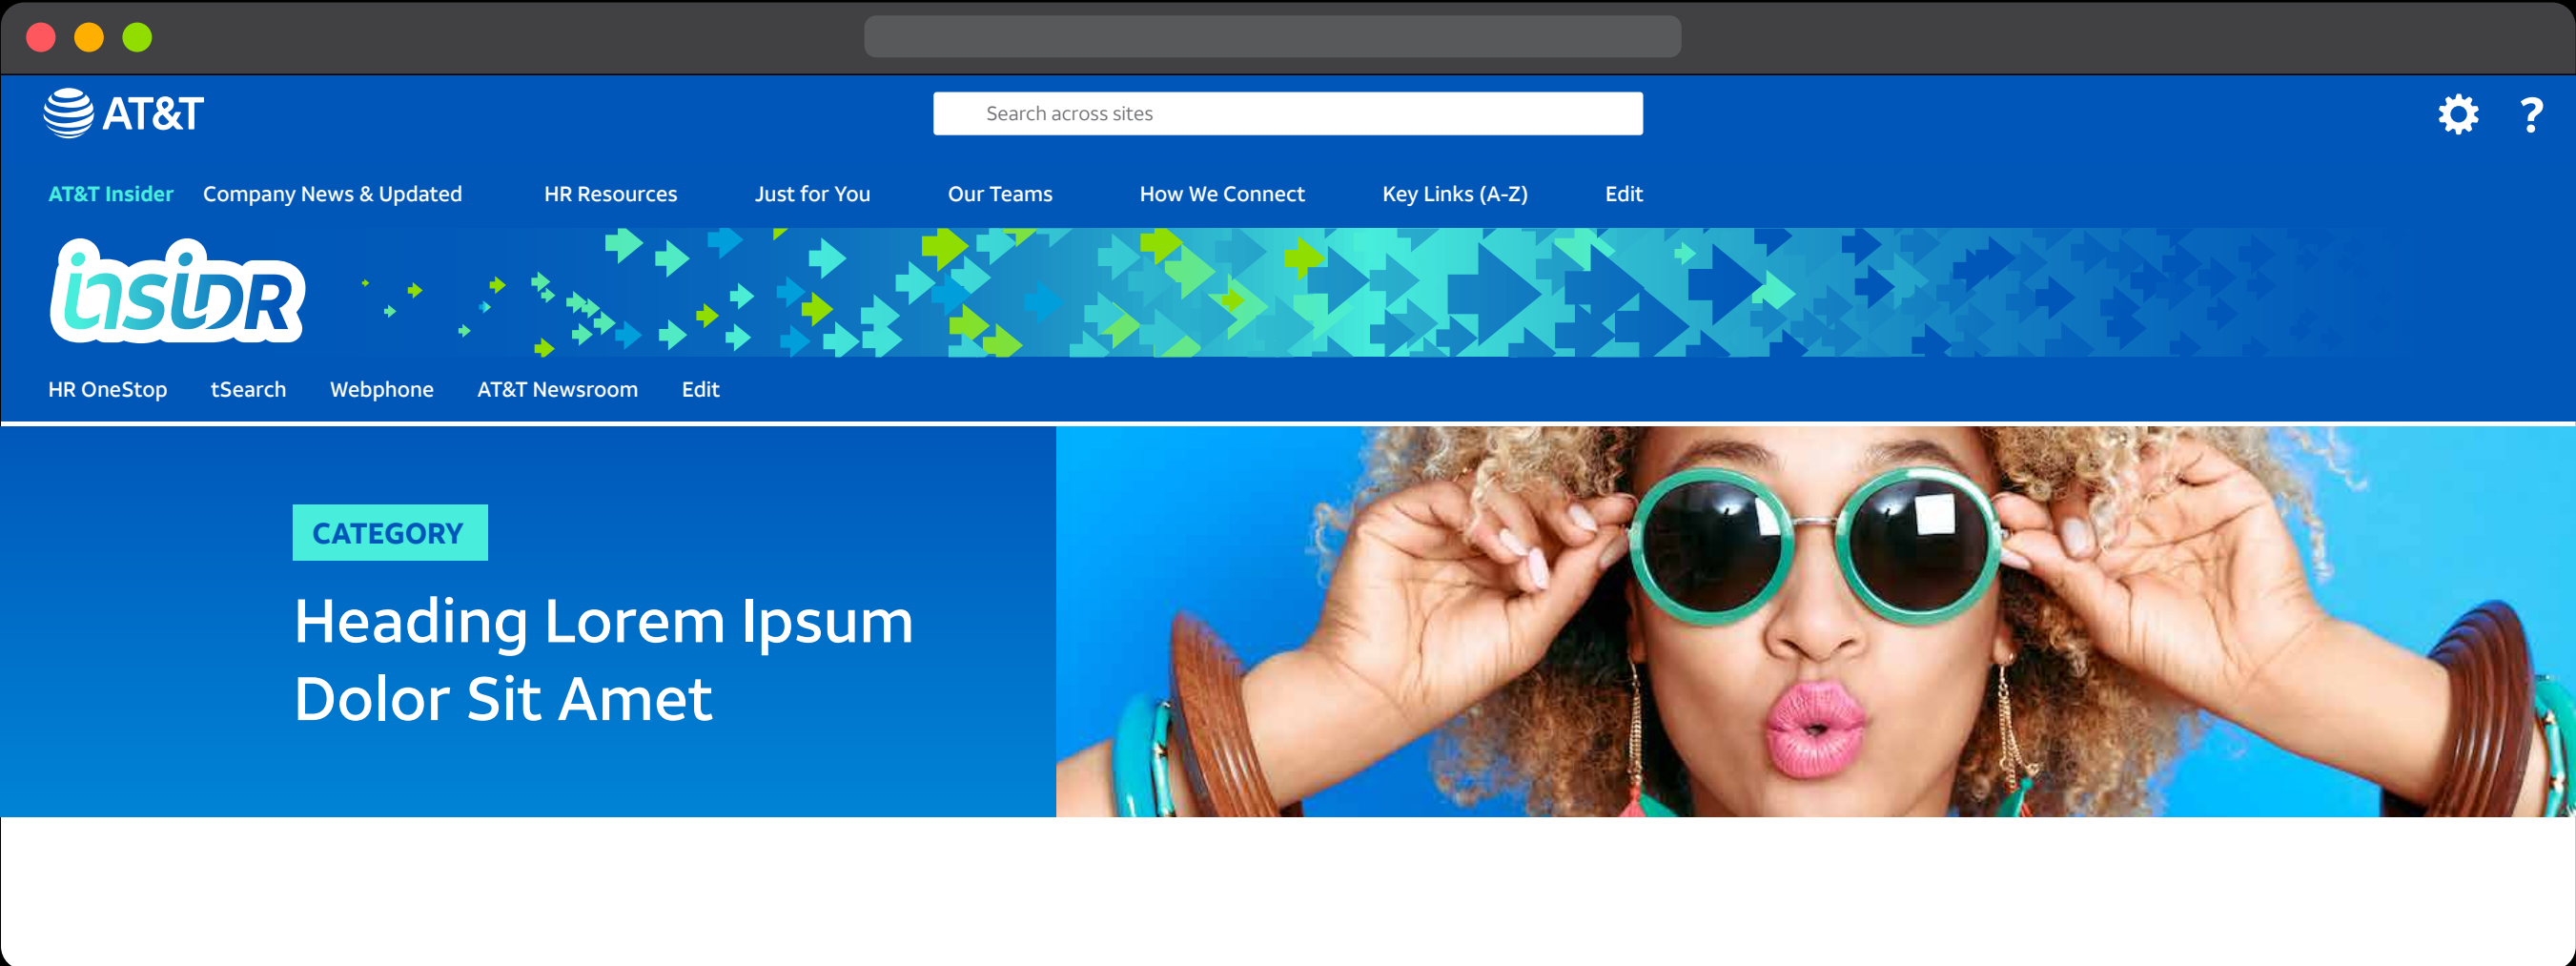 AT&T
Search across sites
?
AT&T Insider Company News & Updated HR Resources Just for You Our Teams How We Connect Key Links (A-Z) Edit
insiDR
HR OneStop tSearch Webphone AT&T Newsroom Edit
CATEGORY
Heading Lorem Ipsum
Dolor Sit Amet